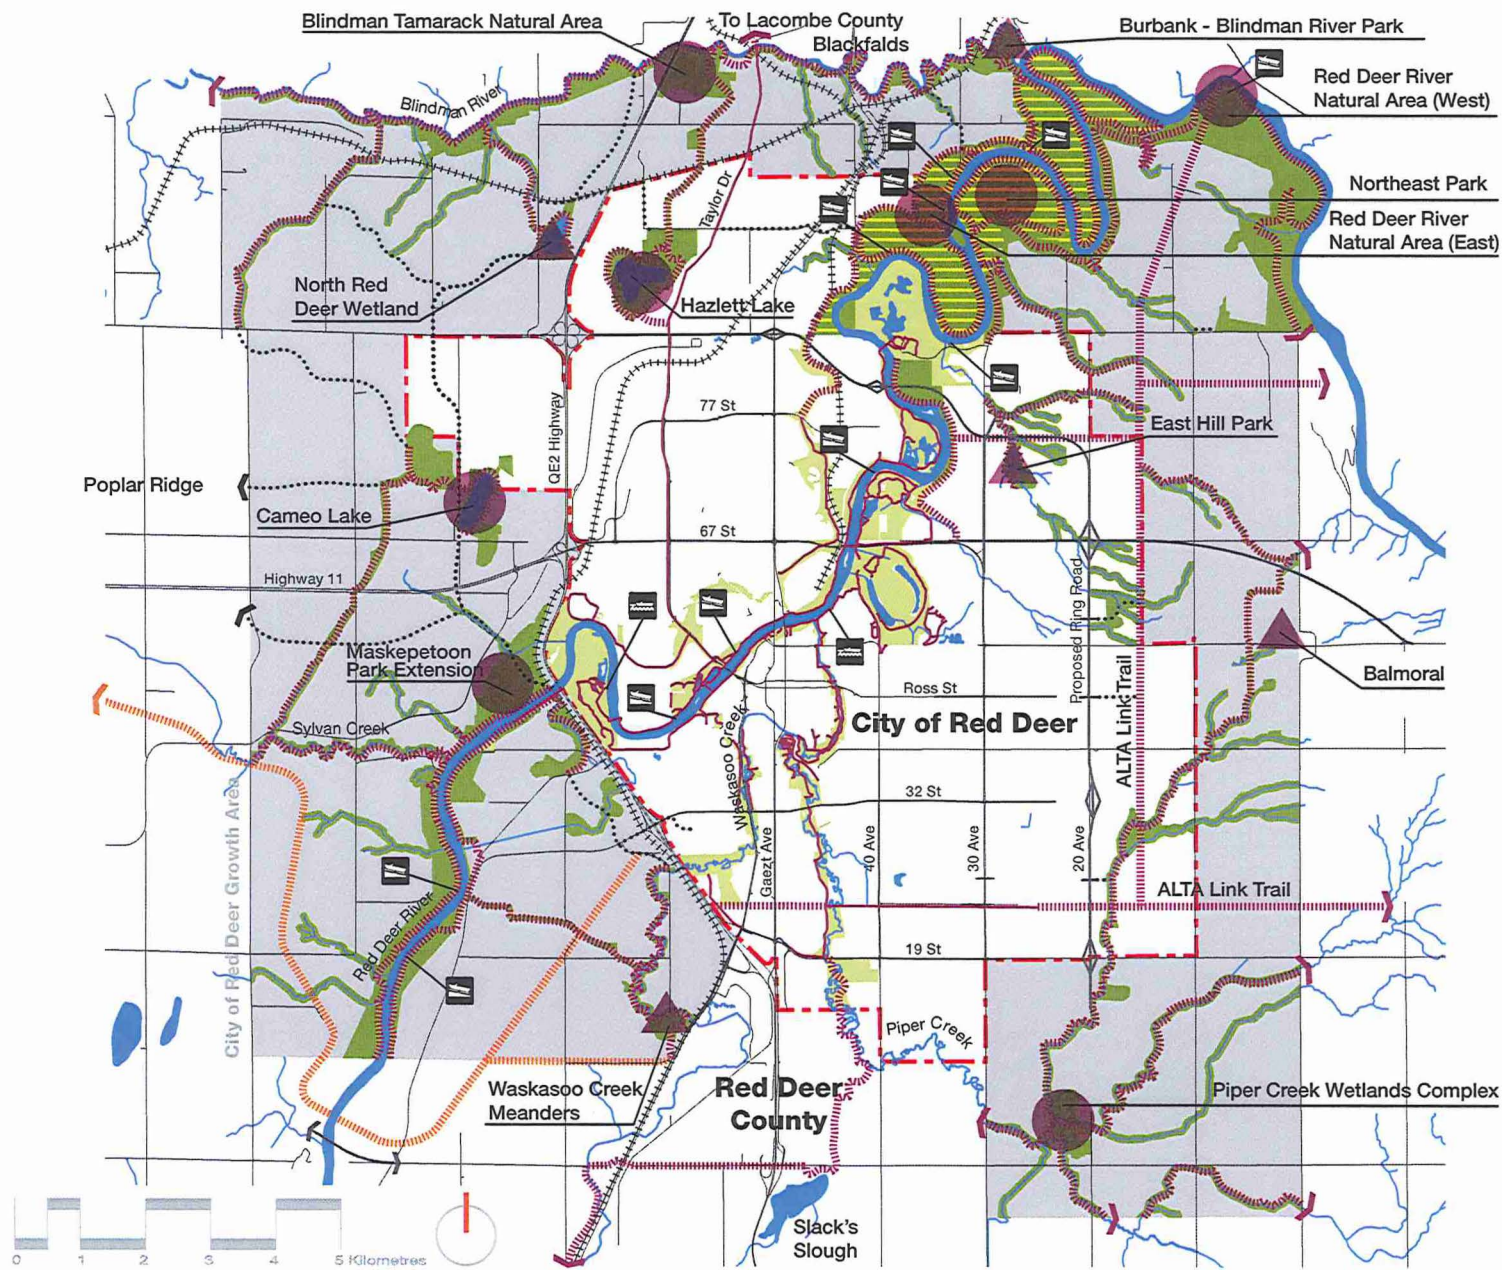 Blindman Tamarack Natural Area
To Lacombe County
Blackfalds
Burbank - Blindman River Park
Red Deer River
Natural Area (West)
Blindman River
Northeast Park
Taylor Dr
Red Deer River
Natural Area (East)
North Red
Deer Wetland
Hazlett Lake
QE2 Highway
77 St
East Hill Park
Poplar Ridge
Cameo Lake
67 St
Highway 11
Proposed Ring Road
Maskepetoon
Park Extension
Balmoral
Ross St
Sylvan Creek
Waskasoo Creek
City of Red Deer
ALTA Link Trail
32 St
City of Red Deer Growth Area
Gaezt Ave
40 Ave
30 Ave
20 Ave
ALTA Link Trail
Red Deer River
19 St
Piper Creek
Waskasoo Creek
Meanders
Red Deer
County
Piper Creek Wetlands Complex
Slack's
Slough
0 1 2 3 4 5 Kilometres